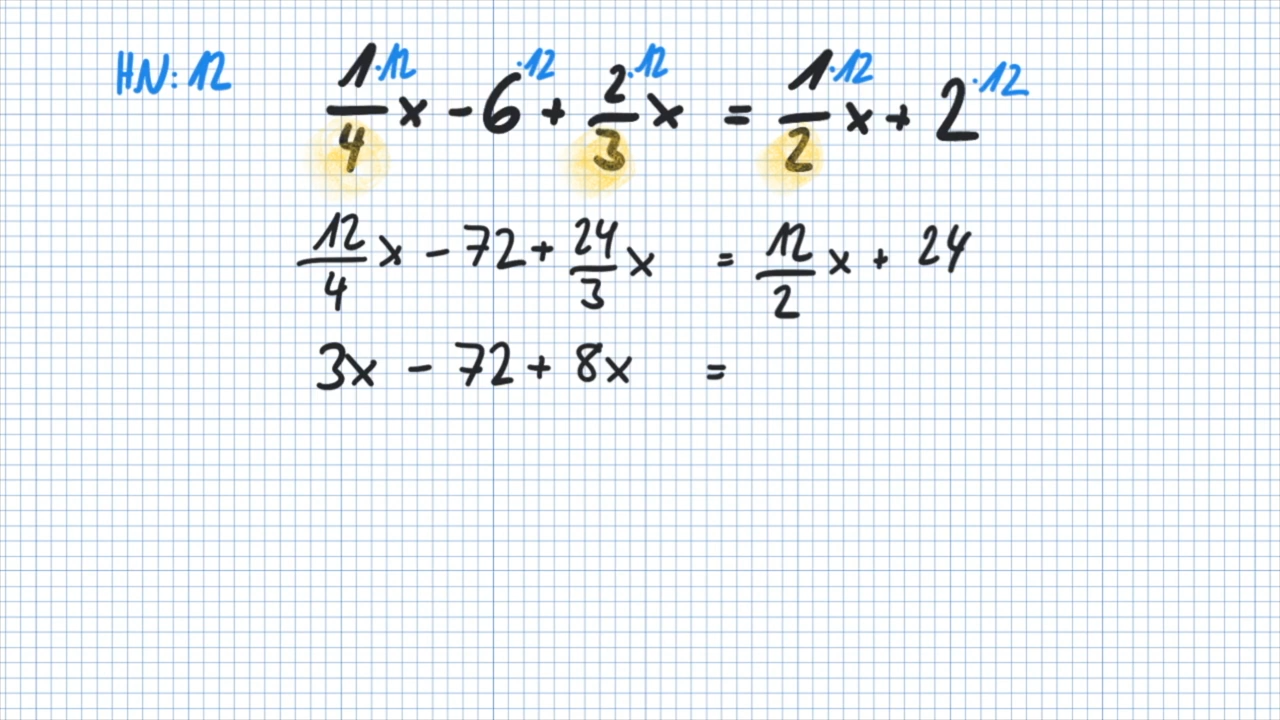 HN: 12
1·12/4 x - 6·12 + 2·12/3 x = 1·12/2 x + 2·12
12/4 x - 72 + 24/3 x = 12/2 x + 24
3x - 72 + 8x =